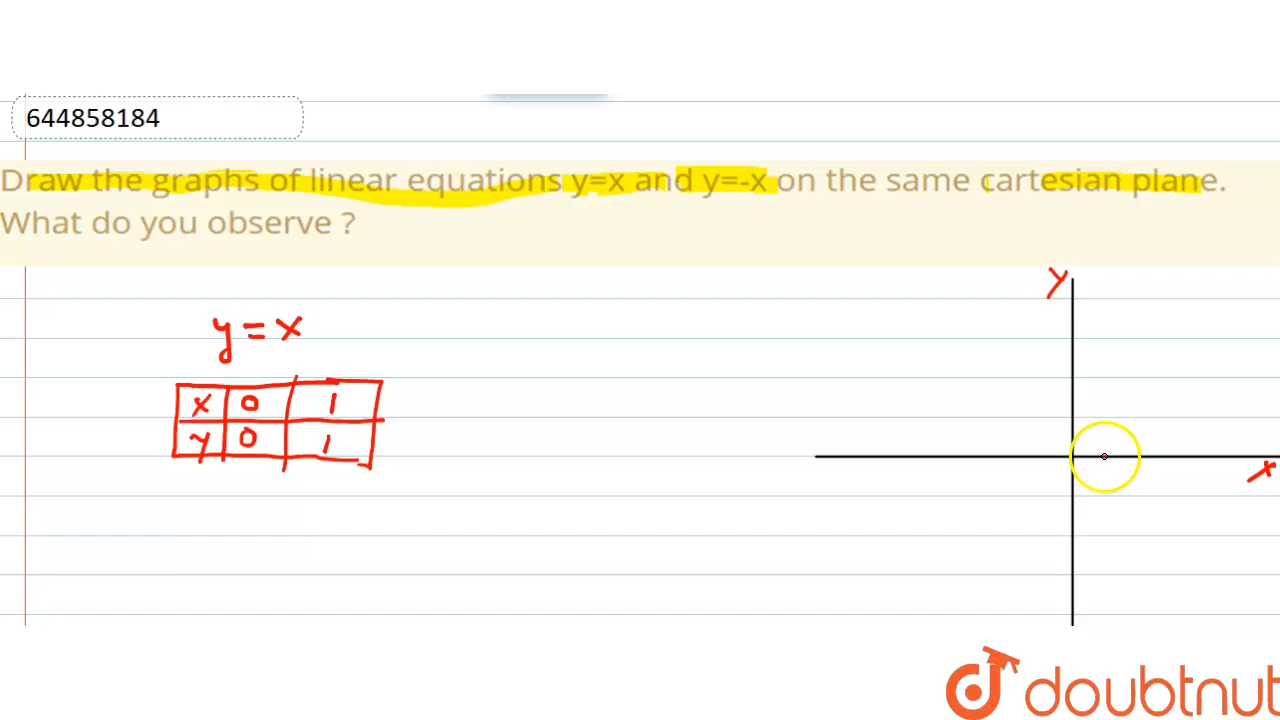 644858184
Draw the graphs of linear equations y=x and y=-x on the same cartesian plane.
What do you observe ?
y
y = x
x 0 1
y 0 1
x
doubtnut